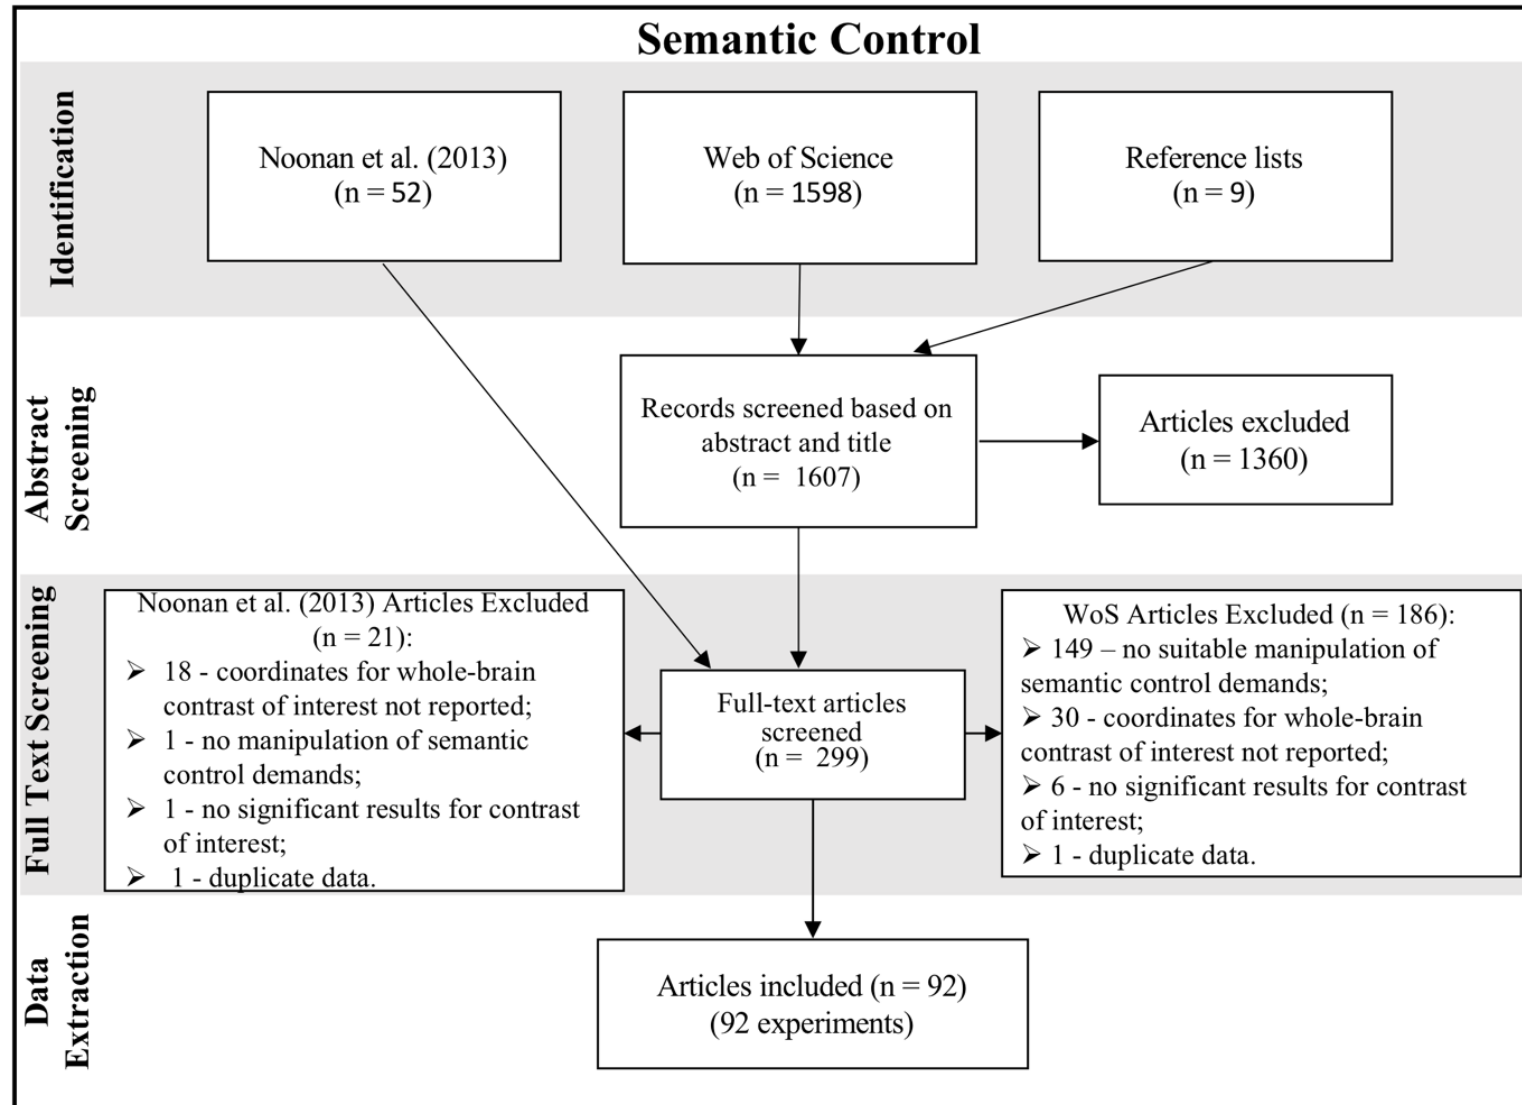 Semantic Control
Identification
Noonan et al. (2013)
(n = 52)
Web of Science
(n = 1598)
Reference lists
(n = 9)
Abstract
Screening
Records screened based on
abstract and title
(n =  1607)
Articles excluded
(n = 1360)
Full Text Screening
Noonan et al. (2013) Articles Excluded
(n = 21):
➢ 18 - coordinates for whole-brain
contrast of interest not reported;
➢ 1 - no manipulation of semantic
control demands;
➢ 1 - no significant results for contrast
of interest;
➢ 1 - duplicate data.
Full-text articles
screened
(n =  299)
WoS Articles Excluded (n = 186):
➢ 149 – no suitable manipulation of
semantic control demands;
➢ 30 - coordinates for whole-brain
contrast of interest not reported;
➢ 6 - no significant results for contrast
of interest;
➢ 1 - duplicate data.
Data
Extraction
Articles included (n = 92)
(92 experiments)